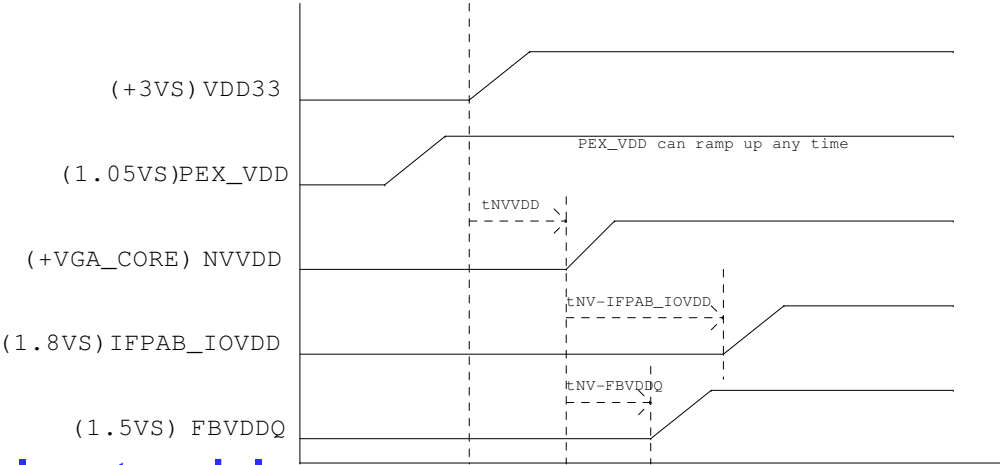 (+3VS) VDD33
PEX_VDD can ramp up any time
(1.05VS)PEX_VDD
tNVVDD
(+VGA_CORE) NVVDD
tNV-IFPAB_IOVDD
(1.8VS)IFPAB_IOVDD
tNV-FBVDDQ
(1.5VS) FBVDDQ